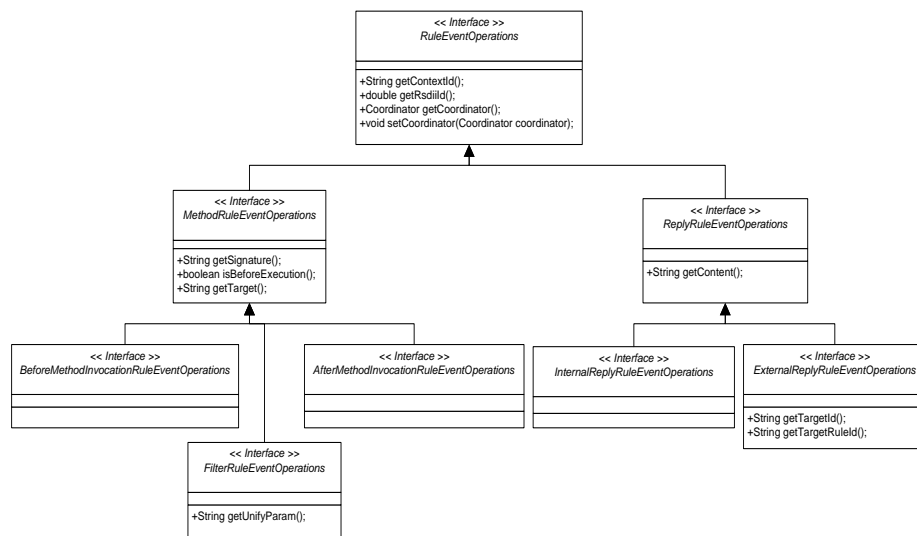 << Interface >>
RuleEventOperations
+String getContextId();
+double getRsdiiId();
+Coordinator getCoordinator();
+void setCoordinator(Coordinator coordinator);
<< Interface >>
MethodRuleEventOperations
+String getSignature();
+boolean isBeforeExecution();
+String getTarget();
<< Interface >>
ReplyRuleEventOperations
+String getContent();
<< Interface >>
BeforeMethodInvocationRuleEventOperations
<< Interface >>
AfterMethodInvocationRuleEventOperations
<< Interface >>
InternalReplyRuleEventOperations
<< Interface >>
ExternalReplyRuleEventOperations
+String getTargetId();
+String getTargetRuleId();
<< Interface >>
FilterRuleEventOperations
+String getUnifyParam();